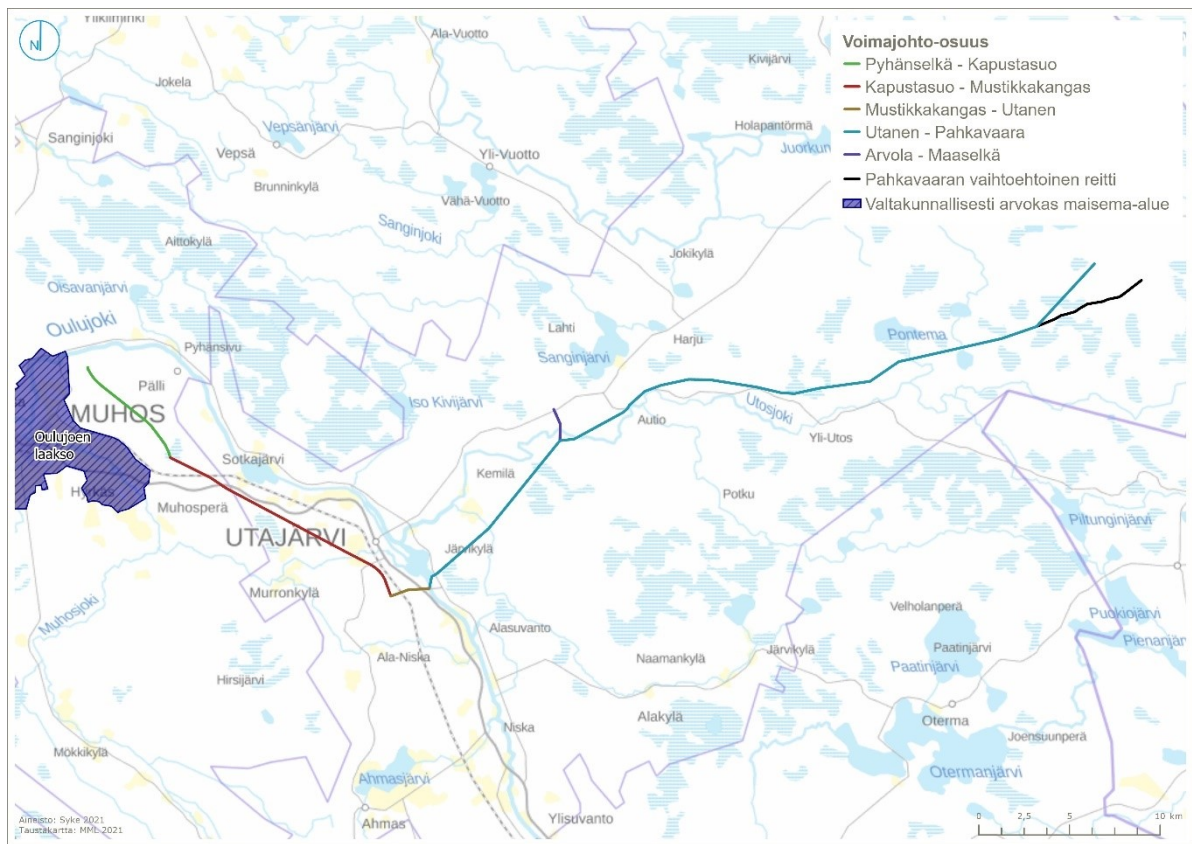 N
Voimajohto-osuus
Pyhänselkä - Kapustasuo
Kapustasuo - Mustikkakangas
Mustikkakangas - Utanen
Utanen - Pahkavaara
Arvola - Maaselkä
Pahkavaaran vaihtoehtoinen reitti
Valtakunnallisesti arvokas maisema-alue
Ylikiiminki
Ala-Vuotto
Kivijärvi
Jokela
Sanginjoki
Vepsänjärvi
Vepsä
Yli-Vuotto
Holapantörmä
Juorkun
Brunninkylä
Vähä-Vuotto
Sanginjoki
Aittokylä
Jokikylä
Oisavanjärvi
Oulujoki
Pyhänsivu
Lahti
Sanginjärvi
Harju
Pontema
Pälli
MUHOS
Oulujoen
laakso
Iso Kivijärvi
Utosjoki
Autio
Yli-Utos
Sotkajärvi
Kemilä
Muhosperä
Potku
UTAJÄRVI
Järvikylä
Piltunginjärvi
Murronkylä
Muhosjoki
Alasuvanto
Velholanperä
Puokiojärvi
Pienanjär
Paatinjärvi
Paatinjärvi
Ala-Niska
Naamankylä
Järvikylä
Hirsijärvi
Niska
Alakylä
Oterma
Joensuunperä
Mökkikylä
Ahmasjärvi
Otermanjärvi
Ahmas
Ylisuvanto
Aineisto: Syke 2021
Taustakartta: MML 2021
0 2,5 5 10 km